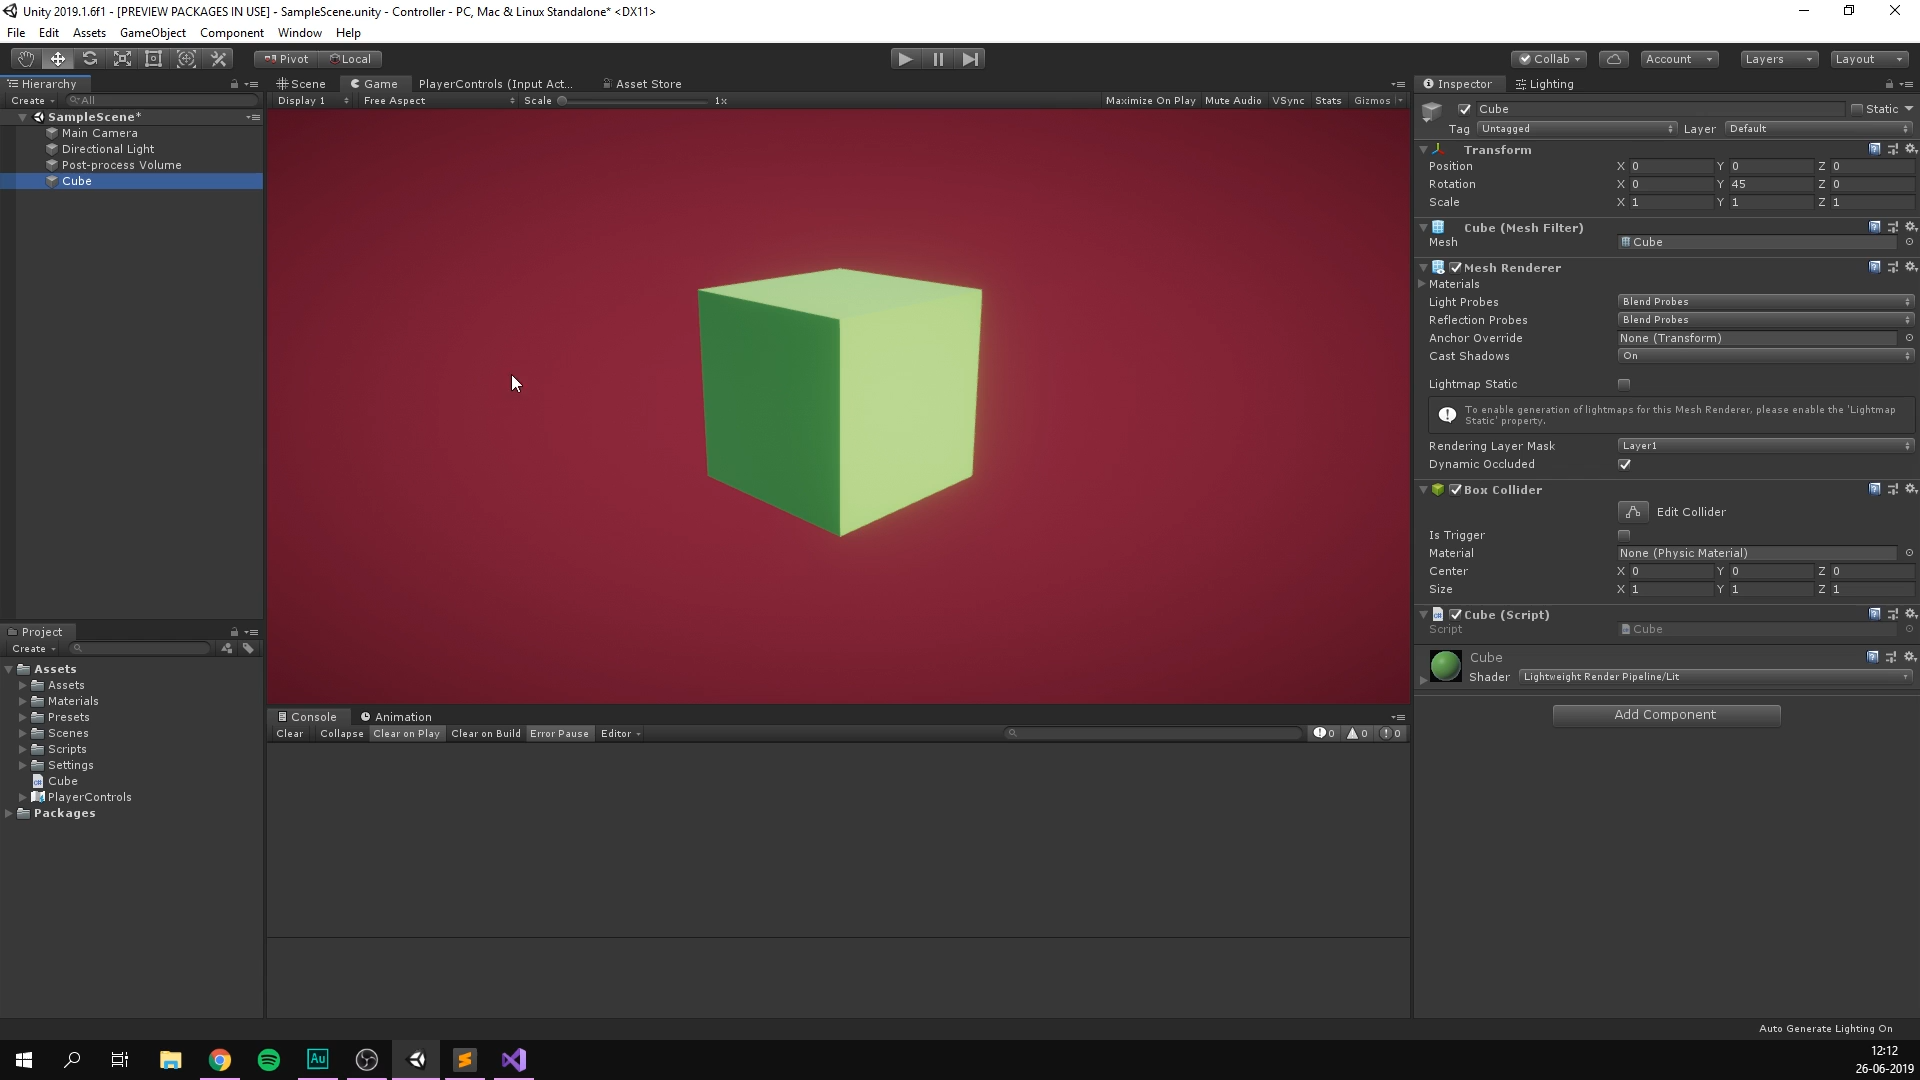 Unity 2019.1.6f1 - [PREVIEW PACKAGES IN USE] - SampleScene.unity - Controller - PC, Mac & Linux Standalone* <DX11>
File Edit Assets GameObject Component Window Help
Pivot Local Collab Account Layers Layout
Hierarchy
Create All
SampleScene*
Main Camera
Directional Light
Post-process Volume
Cube
Scene Game PlayerControls (Input Act... Asset Store
Display 1 Free Aspect Scale 1x Maximize On Play Mute Audio VSync Stats Gizmos
Inspector Lighting
Cube Static
Tag Untagged Layer Default
Transform
Position X 0 Y 0 Z 0
Rotation X 0 Y 45 Z 0
Scale X 1 Y 1 Z 1
Cube (Mesh Filter)
Mesh Cube
Mesh Renderer
Materials
Light Probes Blend Probes
Reflection Probes Blend Probes
Anchor Override None (Transform)
Cast Shadows On
Lightmap Static
To enable generation of lightmaps for this Mesh Renderer, please enable the 'Lightmap
Static' property.
Rendering Layer Mask Layer1
Dynamic Occluded
Box Collider
Edit Collider
Is Trigger
Material None (Physic Material)
Center X 0 Y 0 Z 0
Size X 1 Y 1 Z 1
Cube (Script)
Script Cube
Cube
Shader Lightweight Render Pipeline/Lit
Add Component
Project
Create
Assets
Assets
Materials
Presets
Scenes
Scripts
Settings
Cube
PlayerControls
Packages
Console Animation
Clear Collapse Clear on Play Clear on Build Error Pause Editor 0 0 0
Auto Generate Lighting On
Au
12:12
26-06-2019